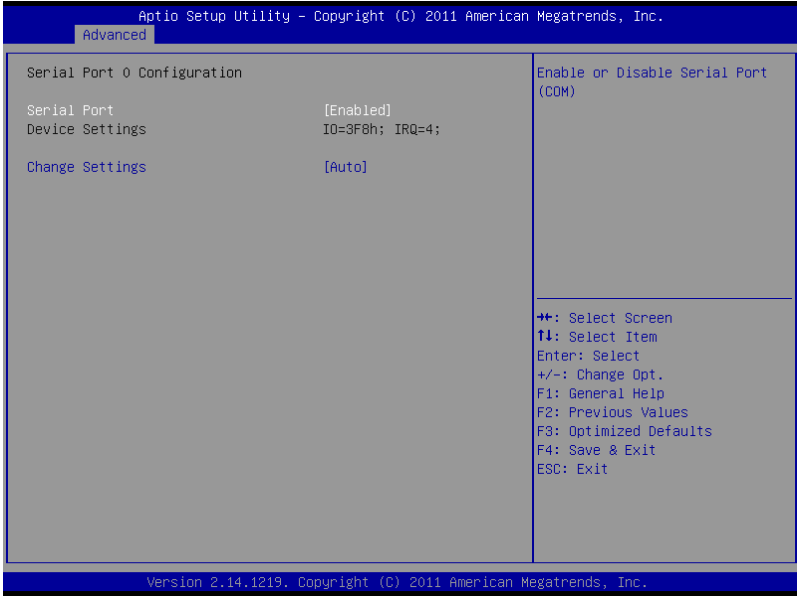 Aptio Setup Utility – Copyright (C) 2011 American Megatrends, Inc.
Advanced
Serial Port 0 Configuration
Serial Port [Enabled]
Device Settings IO=3F8h; IRQ=4;
Change Settings [Auto]
Enable or Disable Serial Port
(COM)
→←: Select Screen
↑↓: Select Item
Enter: Select
+/-: Change Opt.
F1: General Help
F2: Previous Values
F3: Optimized Defaults
F4: Save & Exit
ESC: Exit
Version 2.14.1219. Copyright (C) 2011 American Megatrends, Inc.